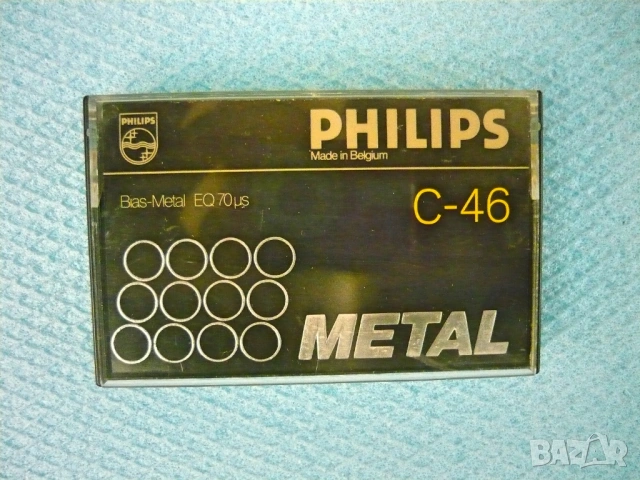 PHILIPS
PHILIPS
Made in Belgium
Bias-Metal EQ 70 µs
C-46
METAL
BAZAR